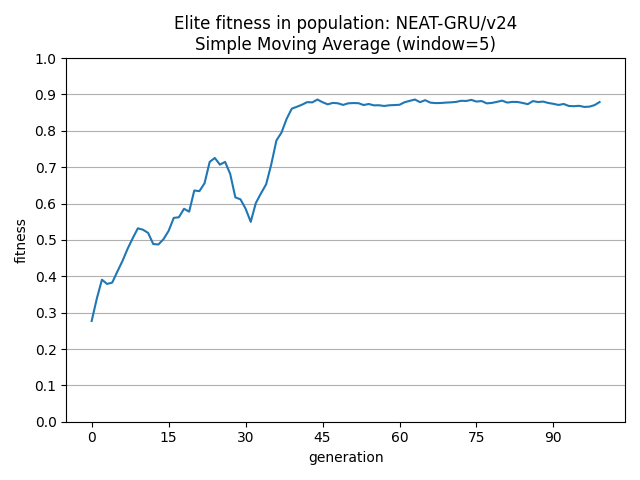 Elite fitness in population: NEAT-GRU/v24
Simple Moving Average (window=5)
1.0
0.9
0.8
0.7
0.6
0.5
0.4
0.3
0.2
0.1
0.0
fitness
0 15 30 45 60 75 90
generation